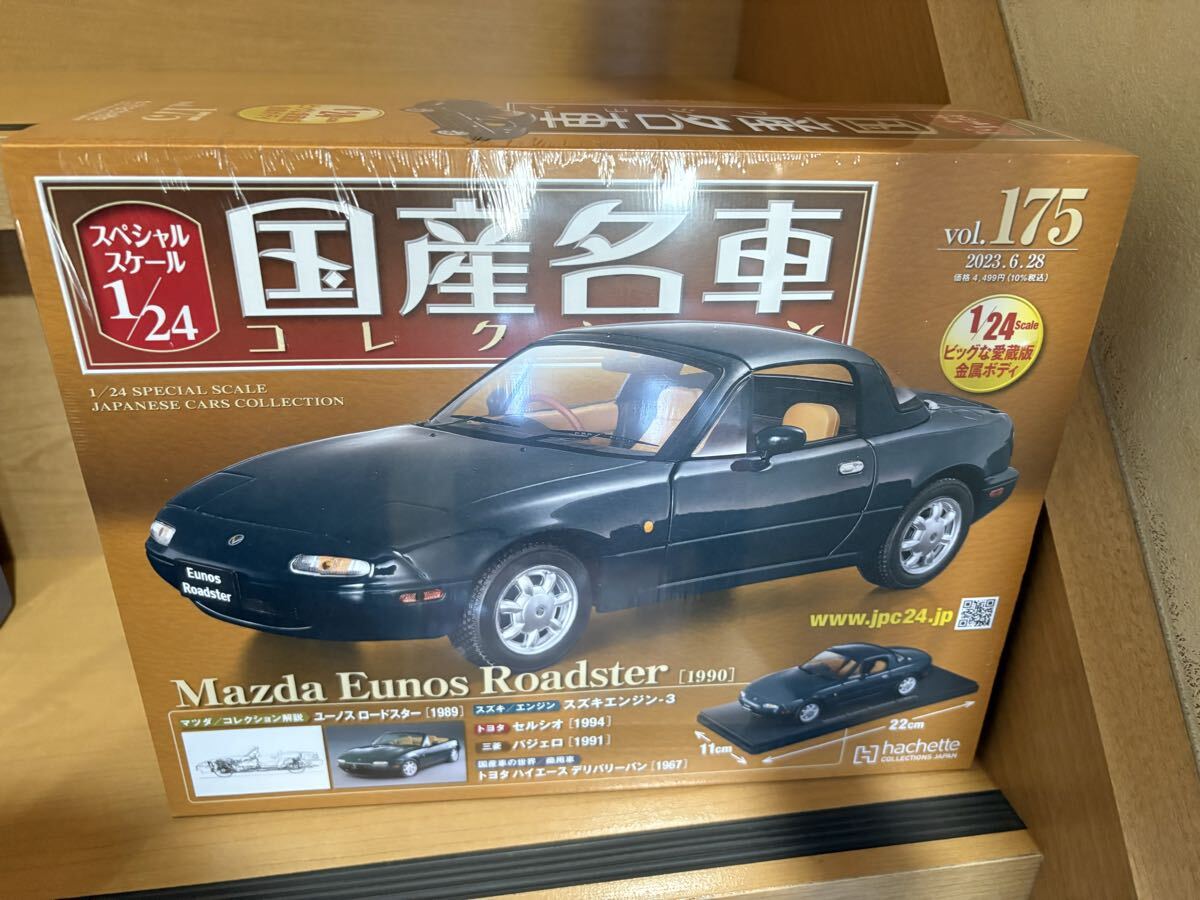 国産名車
スペシャル
スケール
1/24
国産名車
コレクション
1/24 SPECIAL SCALE
JAPANESE CARS COLLECTION
vol.175
2023.6.28
価格 4,499円(10%税込)
1/24 Scale
ビッグな愛蔵版
金属ボディ
Eunos
Roadster
www.jpc24.jp
Mazda Eunos Roadster [1990]
マツダ/コレクション解説 ユーノス ロードスター [1989]
スズキ/エンジン スズキエンジン-3
トヨタ セルシオ [1994]
三菱 パジェロ [1991]
国産車の世界/商用車
トヨタ ハイエース デリバリーバン [1967]
11cm
22cm
hachette
COLLECTIONS JAPAN